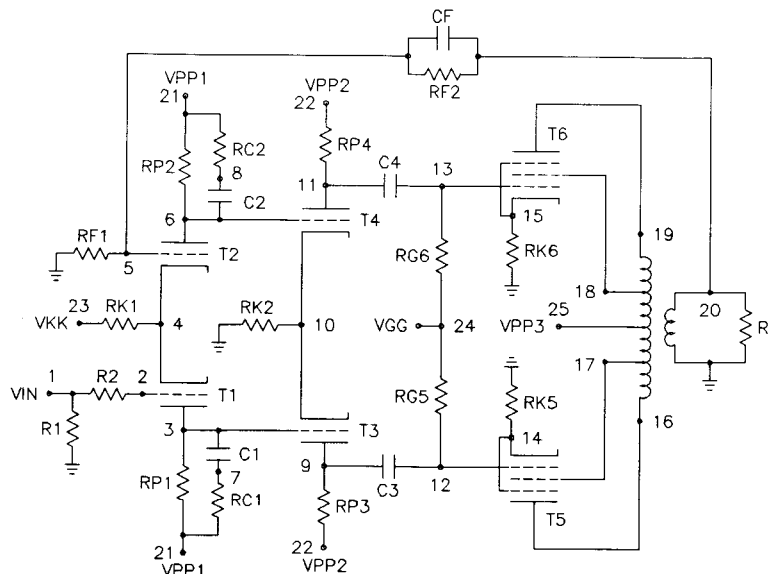 CF
RF2
VPP1
21
VPP2
22
RP2
RC2
8
C2
RP4
11
C4
13
T6
6
T4
15
RF1
5
T2
RG6
RK6
19
18
VKK
23
RK1
4
RK2
10
VGG
24
VPP3
25
20
R
17
VIN
1
R2
2
T1
RG5
RK5
16
R1
3
C1
T3
14
RP1
7
RC1
9
C3
12
RP3
T5
21
VPP1
22
VPP2